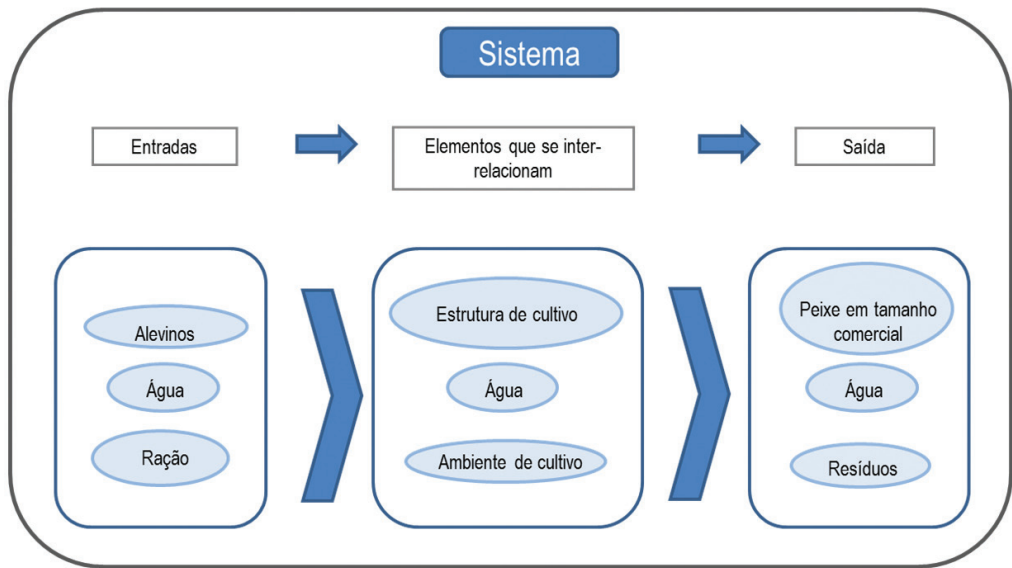 Sistema
Entradas
Elementos que se inter-
relacionam
Saída
Alevinos
Água
Ração
Estrutura de cultivo
Água
Ambiente de cultivo
Peixe em tamanho
comercial
Água
Resíduos